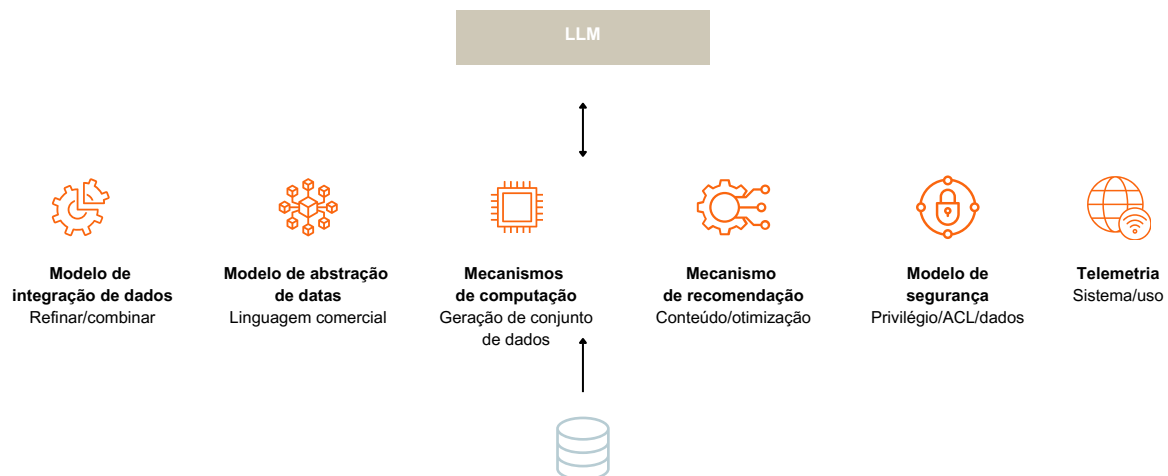 LLM
Modelo de
integração de dados
Refinar/combinar
Modelo de abstração
de datas
Linguagem comercial
Mecanismos
de computação
Geração de conjunto
de dados
Mecanismo
de recomendação
Conteúdo/otimização
Modelo de
segurança
Privilégio/ACL/dados
Telemetria
Sistema/uso